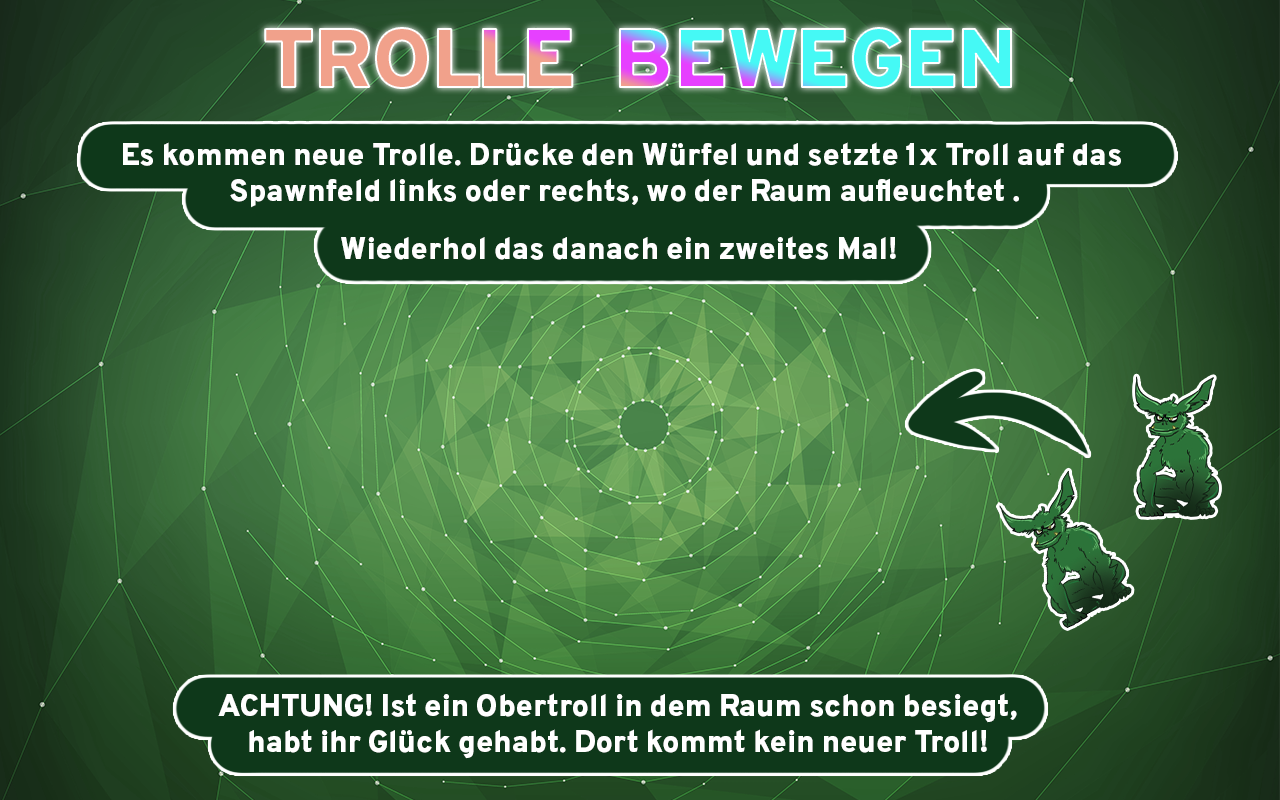 TROLLE BEWEGEN
Es kommen neue Trolle. Drücke den Würfel und setzte 1x Troll auf das
Spawnfeld links oder rechts, wo der Raum aufleuchtet .
Wiederhol das danach ein zweites Mal!
ACHTUNG! Ist ein Obertroll in dem Raum schon besiegt,
habt ihr Glück gehabt. Dort kommt kein neuer Troll!